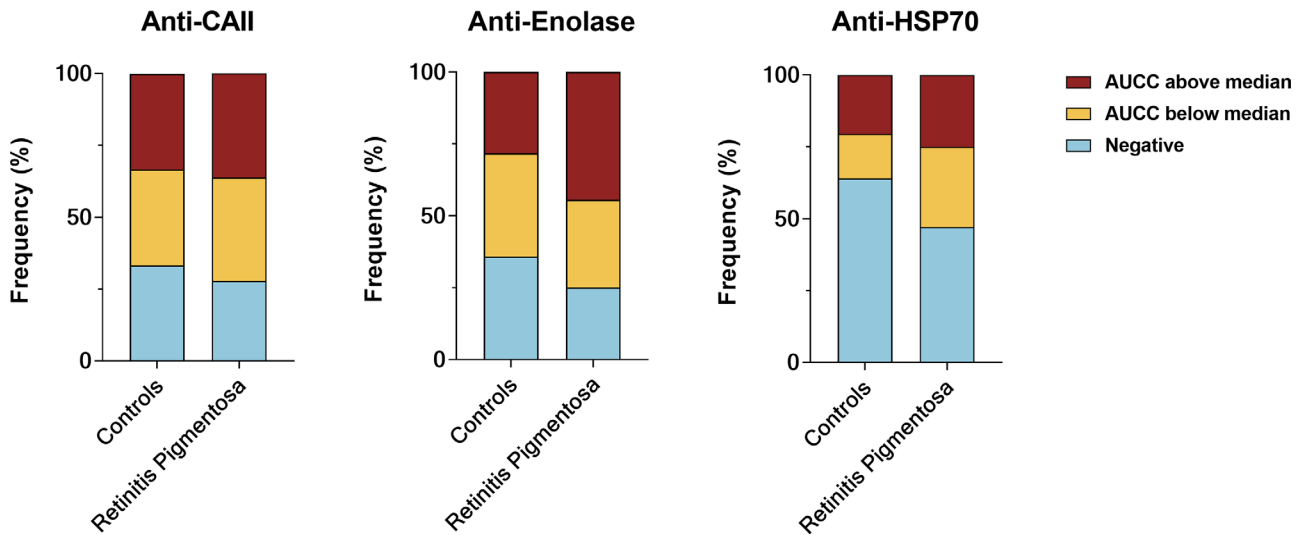 Anti-CAII
Frequency (%)
100
50
0
Controls
Retinitis Pigmentosa
Anti-Enolase
Frequency (%)
100
50
0
Controls
Retinitis Pigmentosa
Anti-HSP70
Frequency (%)
100
50
0
Controls
Retinitis Pigmentosa
AUCC above median
AUCC below median
Negative